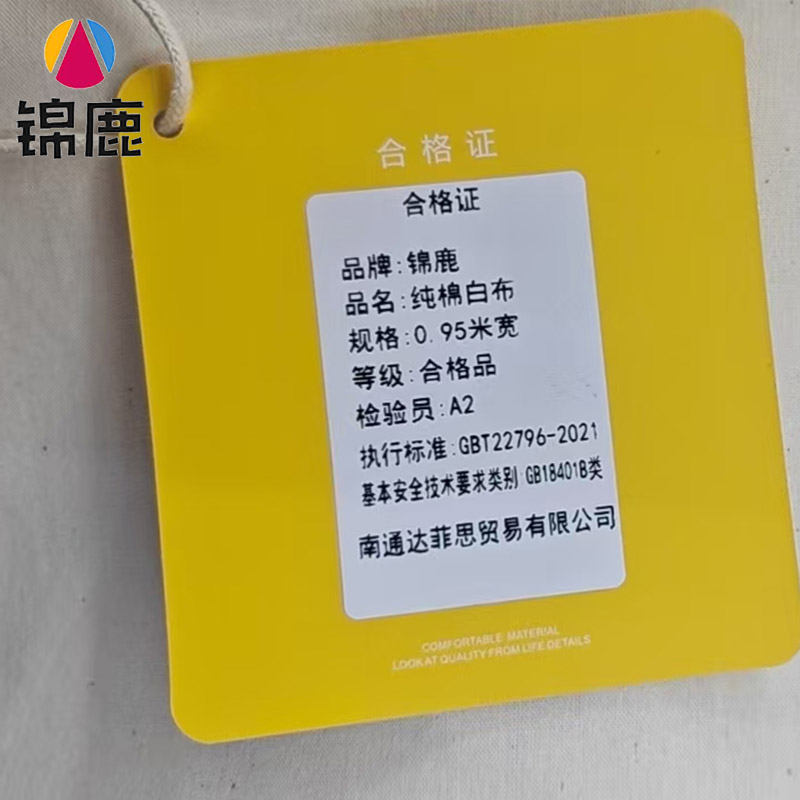 锦鹿
合格证
合格证
品牌:锦鹿
品名:纯棉白布
规格:0.95米宽
等级:合格品
检验员:A2
执行标准:GBT22796-2021
基本安全技术要求类别:GB18401B类
南通达菲思贸易有限公司
COMFORTABLE MATERIAL
LOOKAT QUALITY FROM LIFE DETAILS